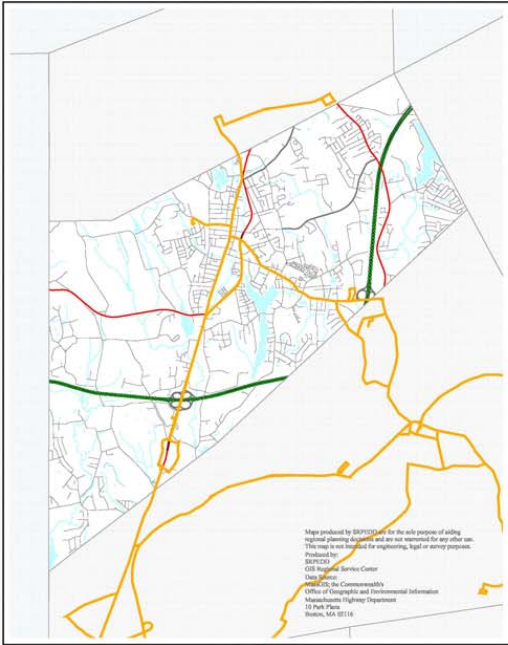 Maps produced by SRPEDD are for the sole purpose of aiding
regional planning decisions and are not warranted for any other use.
This map is not intended for engineering, legal or survey purposes.
Produced by:
SRPEDD
GIS Regional Service Center
Data Source:
MassGIS, the Commonwealth's
Office of Geographic and Environmental Information
Massachusetts Highway Department
10 Park Plaza
Boston, MA 02116